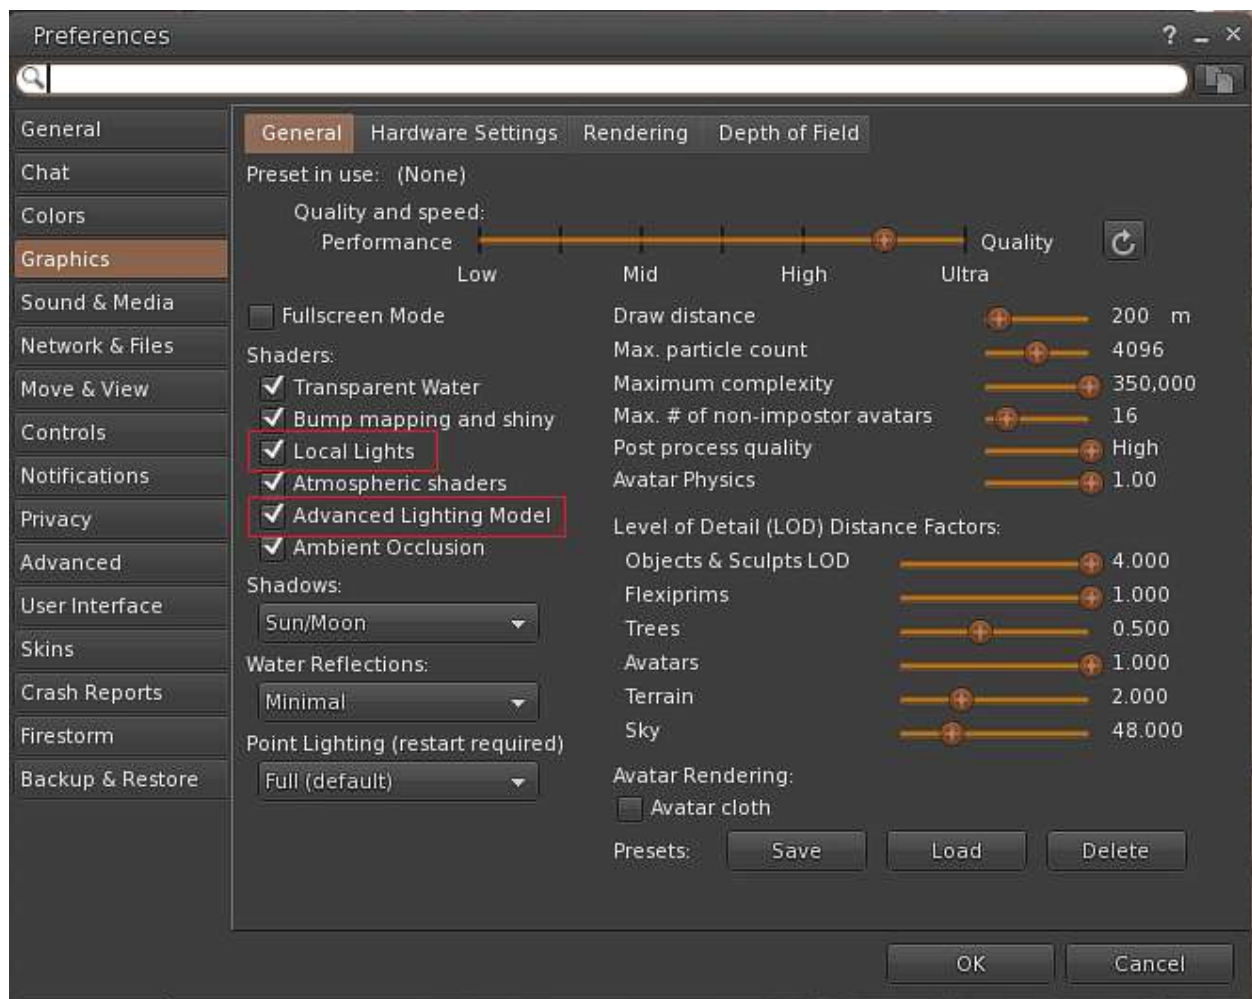 Preferences
General
Chat
Colors
Graphics
Sound & Media
Network & Files
Move & View
Controls
Notifications
Privacy
Advanced
User Interface
Skins
Crash Reports
Firestorm
Backup & Restore
General Hardware Settings Rendering Depth of Field
Preset in use: (None)
Quality and speed:
Performance Quality
Low Mid High Ultra
Fullscreen Mode
Shaders:
Transparent Water
Bump mapping and shiny
Local Lights
Atmospheric shaders
Advanced Lighting Model
Ambient Occlusion
Shadows:
Sun/Moon
Water Reflections:
Minimal
Point Lighting (restart required)
Full (default)
Draw distance 200 m
Max. particle count 4096
Maximum complexity 350,000
Max. # of non-impostor avatars 16
Post process quality High
Avatar Physics 1.00
Level of Detail (LOD) Distance Factors:
Objects & Sculpts LOD 4.000
Flexiprims 1.000
Trees 0.500
Avatars 1.000
Terrain 2.000
Sky 48.000
Avatar Rendering:
Avatar cloth
Presets: Save Load Delete
OK Cancel